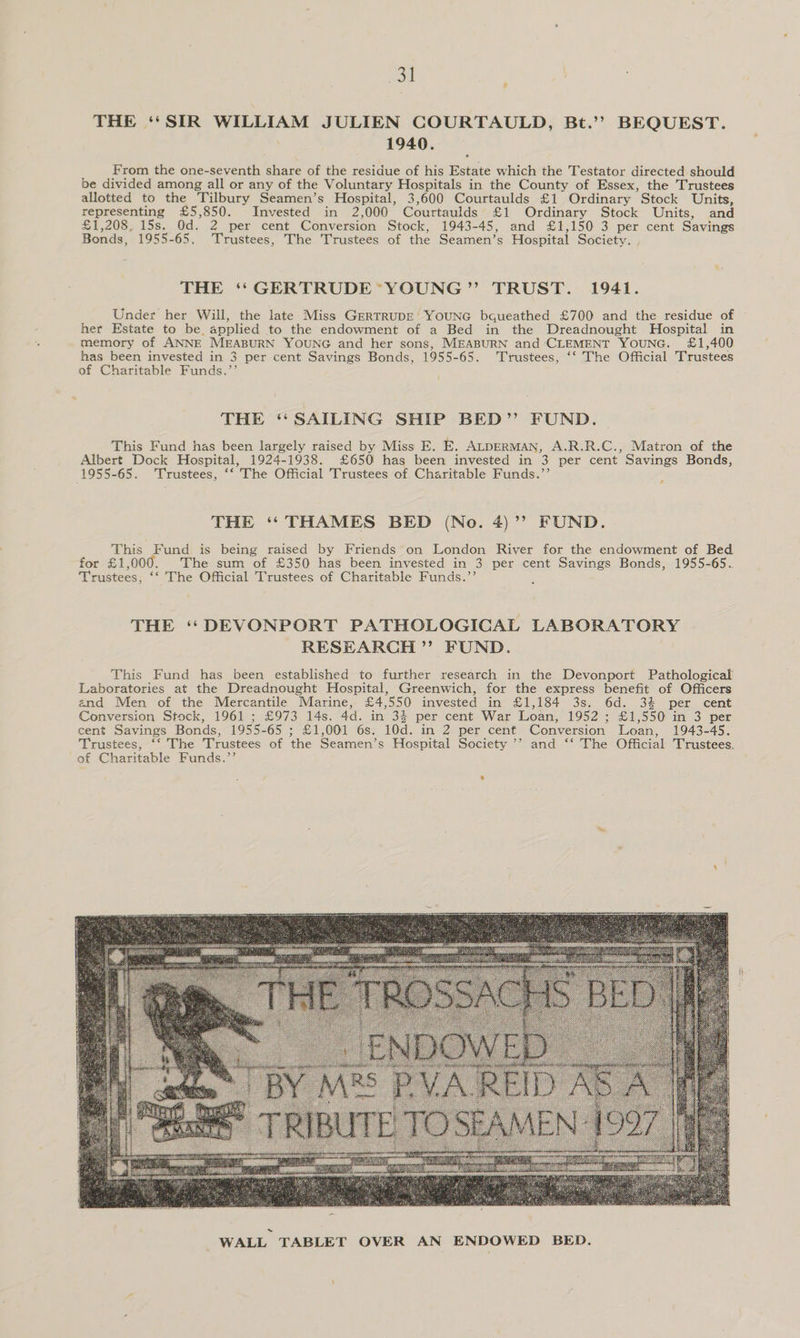 31
THE “SIR WILLIAM JULIEN COURTAULD, Bt.” BEQUEST.
1940.
From the one-seventh share of the residue of his Estate which the Testator directed should
be divided among all or any of the Voluntary Hospitals in the County of Essex, the Trustees
allotted to the Tilbury Seamen's Hospital, 3,600 Courtaulds £1 Ordinary Stock Units,
representing £5,850. Invested in 2,000 Courtaulds £1 Ordinary Stock Units, and
£1,208, 15s. 0d. 2 per cent Conversion Stock, 1943-45, and £1,150 3 per cent Savings
Bonds, 1955-65. Trustees, The Trustees of the Seamen's Hospital Society.
THE “GERTRUDE YOUNG” TRUST. 1941.
Under her Will, the late Miss GERTRUDE YOUNG bqueathed £700 and the residue of
her Estate to be applied to the endowment of a Bed in the Dreadnought Hospital in
memory of ANNE MEABURN YOUNG and her sons, MEABURN and CLEMENT YOUNG. £1,400
has been invested in 3 per cent Savings Bonds, 1955-65. Trustees, “The Official Trustees
of Charitable Funds.”
THE “SAILING SHIP BED” FUND.
This Fund has been largely raised by Miss E. E. ALDERMAN, A.R.R.C., Matron of the
Albert Dock Hospital, 1924-1938. £650 has been invested in 3 per cent Savings Bonds,
1955-65. Trustees, “The Official Trustees of Charitable Funds.”
THE “THAMES BED (No. 4)” FUND.
This Fund is being raised by Friends on London River for the endowment of Bed
for £1,000. The sum of £350 has been invested in 3 per cent Savings Bonds, 1955-65.
Trustees, “The Official Trustees of Charitable Funds.”
THE “DEVONPORT PATHOLOGICAL LABORATORY
RESEARCH” FUND.
This Fund has been established to further research in the Devonport Pathological
Laboratories at the Dreadnought Hospital, Greenwich, for the express benefit of Officers
and Men of the Mercantile Marine, £4,550 invested in £1,184 3s. 6d. 3½ per cent
Conversion Stock, 1961; £973 14s. 4d. in 3½ per cent War Loan, 1952; £1,550 in 3 per
cent Savings Bonds, 1955-65; £1,001 6s. 10d. in 2 per cent Conversion Loan, 1943-45.
Trustees, “The Trustees of the Seamen's Hospital Society” and “The Official Trustees
of Charitable Funds.”
THE “TROSSACHS” BED
ENDOWED
BY MRS P.V.A. REID AS A
TRIBUTE TO SEAMEN 1927
WALL TABLET OVER AN ENDOWED BED.